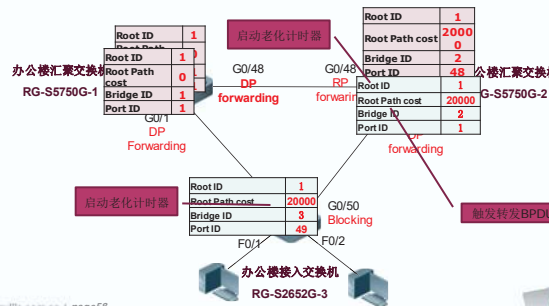 Root ID 1
Root ID 1
Root Path cost 0
Bridge ID 1
Port ID 1
办公楼汇聚交换机
RG-S5750G-1
G0/48
DP
forwarding
G0/1
DP
Forwarding
启动老化计时器
Root ID 1
Root Path cost 20000
Bridge ID 2
Port ID 48
G0/48
RP
Root ID 1
Root Path cost 20000
Bridge ID 2
Port ID 1
公楼汇聚交换机
G-S5750G-2
forwarding
启动老化计时器
Root ID 1
Root Path cost 20000
Bridge ID 3
Port ID 49
G0/50
Blocking
触发转发BPDU
F0/1
F0/2
办公楼接入交换机
RG-S2652G-3